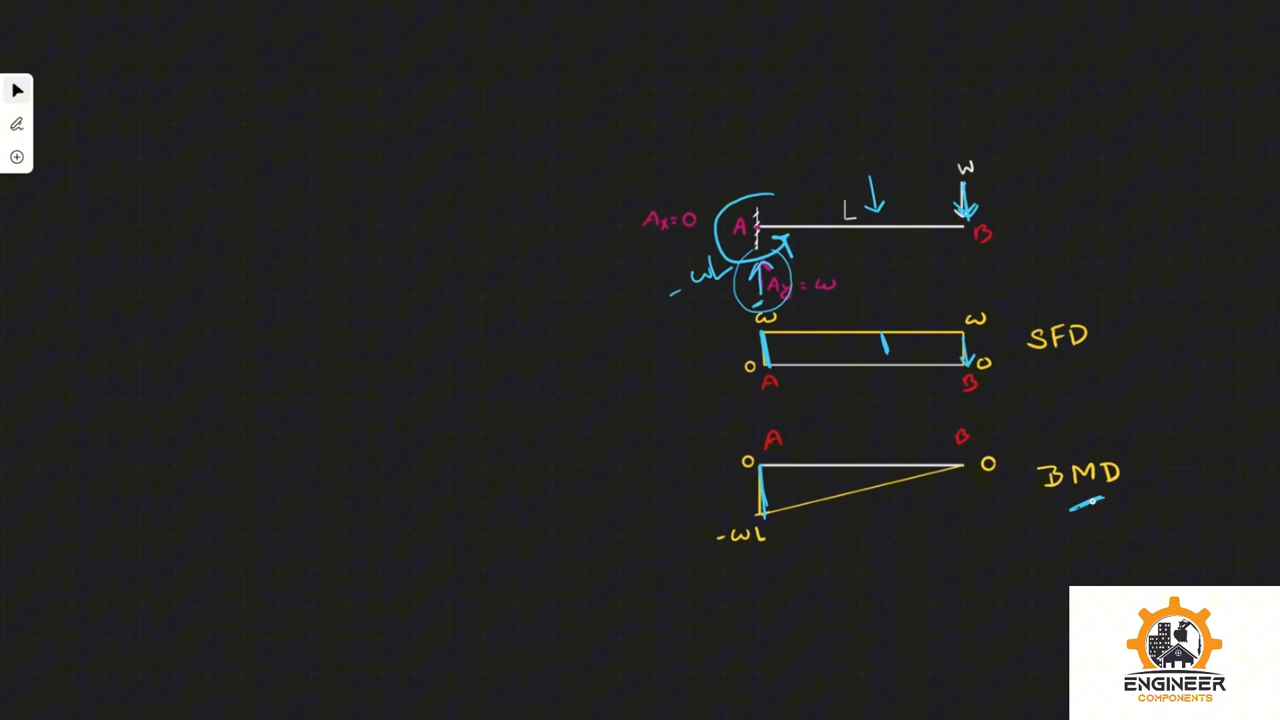 W
L
Ax=0 A
B
-WL
Ay=W
W W
SFD
0 0
A B
A B
0 0
BMD
-WL
ENGINEER
COMPONENTS